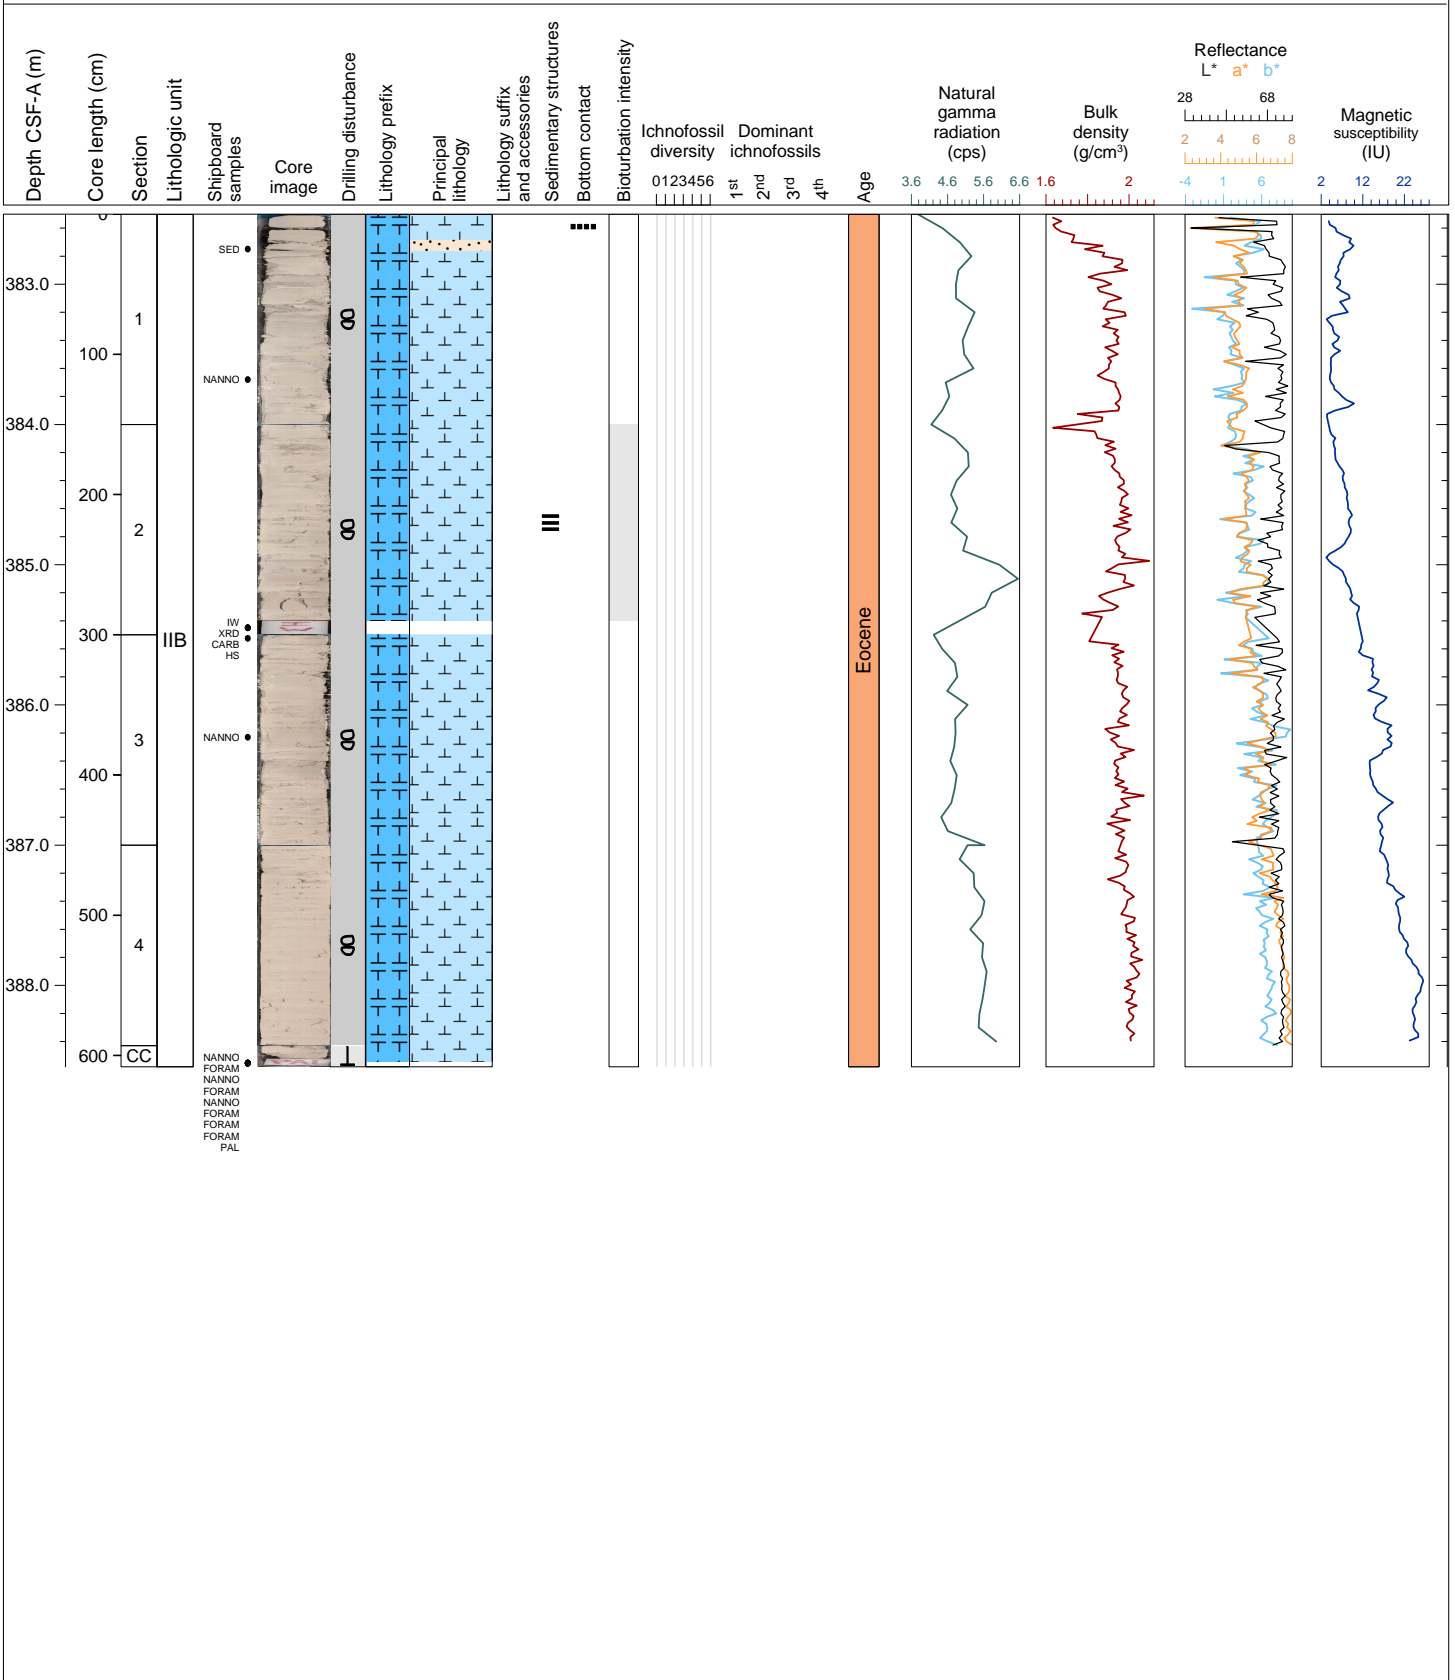 Depth CSF-A (m)
Core length (cm)
Section
Lithologic unit
Shipboard
samples
Core
image
Drilling disturbance
Lithology prefix
Principal
lithology
Lithology suffix
and accessories
Sedimentary structures
Bottom contact
Bioturbation intensity
Ichnofossil
diversity
0123456
Dominant
ichnofossils
1st 2nd 3rd 4th
Age
Natural
gamma
radiation
(cps)
3.6 4.6 5.6 6.6
Bulk
density
(g/cm³)
1.6 2
Reflectance
L* a* b*
28 68
2 4 6 8
-4 1 6
Magnetic
susceptibility
(IU)
2 12 22
0
SED
383.0
1
100
NANNO
384.0
200
2
385.0
IW
300
XRD
IIB
CARB
HS
Eocene
386.0
3
NANNO
400
387.0
500
4
388.0
600
CC
NANNO
FORAM
NANNO
FORAM
NANNO
FORAM
FORAM
FORAM
PAL